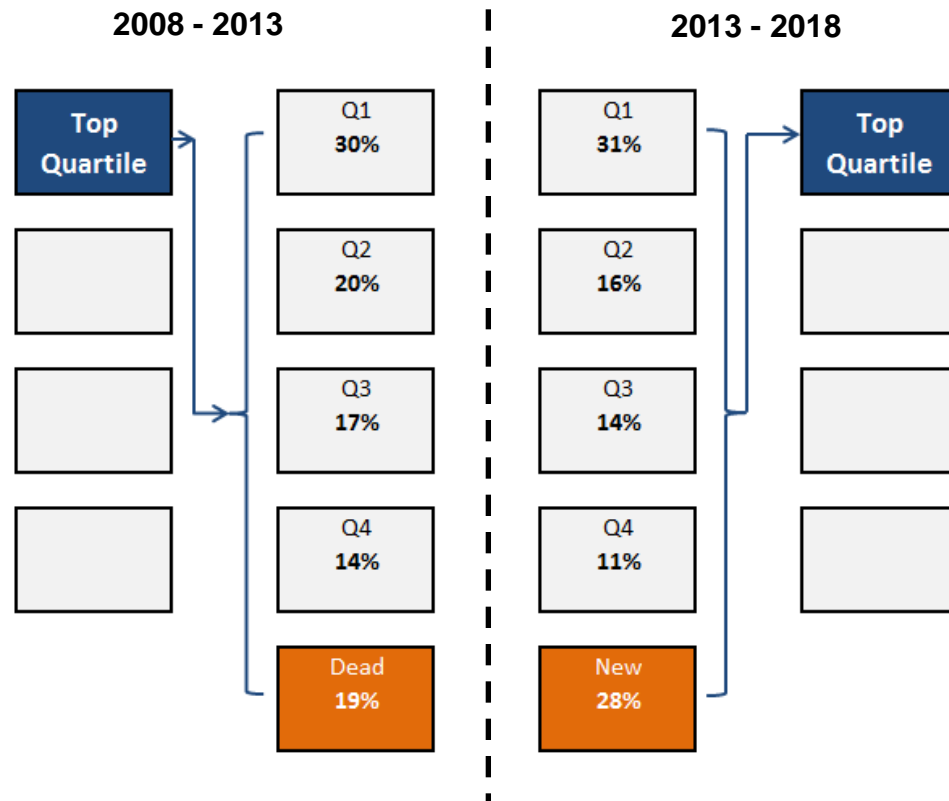 2008 - 2013
2013 - 2018
Top
Quartile
Q1
30%
Q2
20%
Q3
17%
Q4
14%
Dead
19%
Q1
31%
Q2
16%
Q3
14%
Q4
11%
New
28%
Top
Quartile